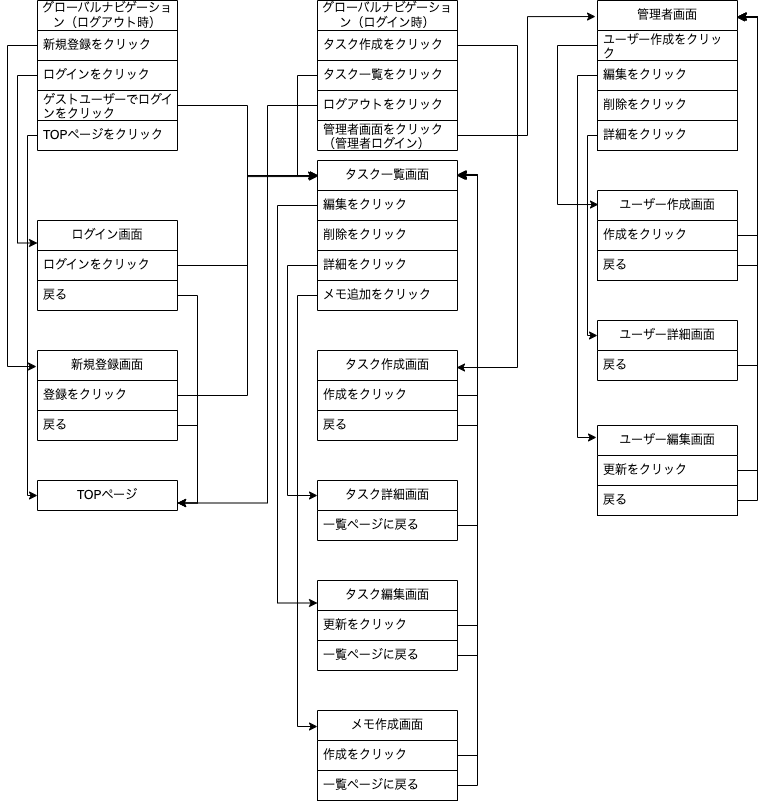 グローバルナビゲーショ
ン（ログアウト時）
新規登録をクリック
ログインをクリック
ゲストユーザーでログイ
ンをクリック
TOPページをクリック
ログイン画面
ログインをクリック
戻る
新規登録画面
登録をクリック
戻る
TOPページ
グローバルナビゲーショ
ン（ログイン時）
タスク作成をクリック
タスク一覧をクリック
ログアウトをクリック
管理者画面をクリック
（管理者ログイン）
タスク一覧画面
編集をクリック
削除をクリック
詳細をクリック
メモ追加をクリック
タスク作成画面
作成をクリック
戻る
タスク詳細画面
一覧ページに戻る
タスク編集画面
更新をクリック
一覧ページに戻る
メモ作成画面
作成をクリック
一覧ページに戻る
管理者画面
ユーザー作成をクリッ
ク
編集をクリック
削除をクリック
詳細をクリック
ユーザー作成画面
作成をクリック
戻る
ユーザー詳細画面
戻る
ユーザー編集画面
更新をクリック
戻る